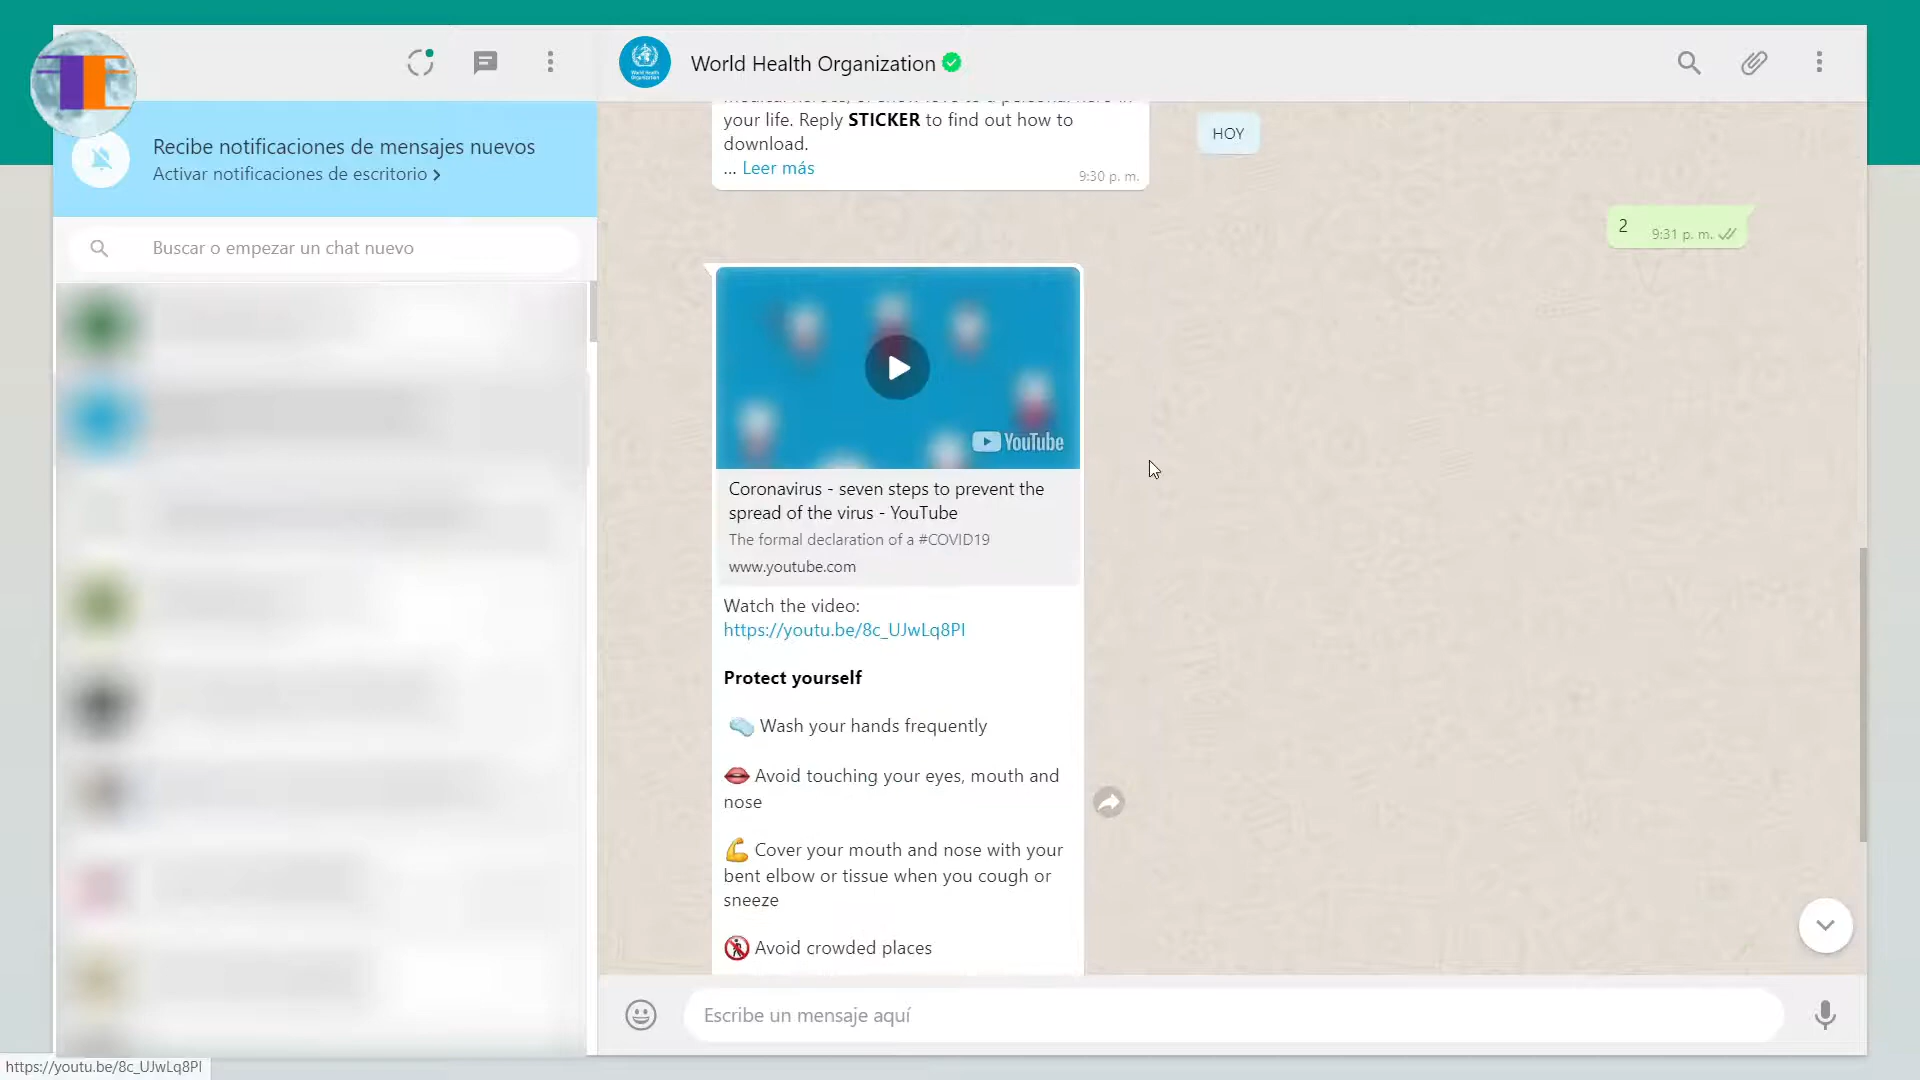 World Health Organization
Recibe notificaciones de mensajes nuevos
Activar notificaciones de escritorio >
Buscar o empezar un chat nuevo
your life. Reply STICKER to find out how to
download.
... Leer más
9:30 p. m.
HOY
2
9:31 p. m.
YouTube
Coronavirus - seven steps to prevent the
spread of the virus - YouTube
The formal declaration of a #COVID19
www.youtube.com
Watch the video:
https://youtu.be/8c_UJwLq8PI
Protect yourself
Wash your hands frequently
Avoid touching your eyes, mouth and
nose
Cover your mouth and nose with your
bent elbow or tissue when you cough or
sneeze
Avoid crowded places
Escribe un mensaje aquí
https://youtu.be/8c_UJwLq8PI